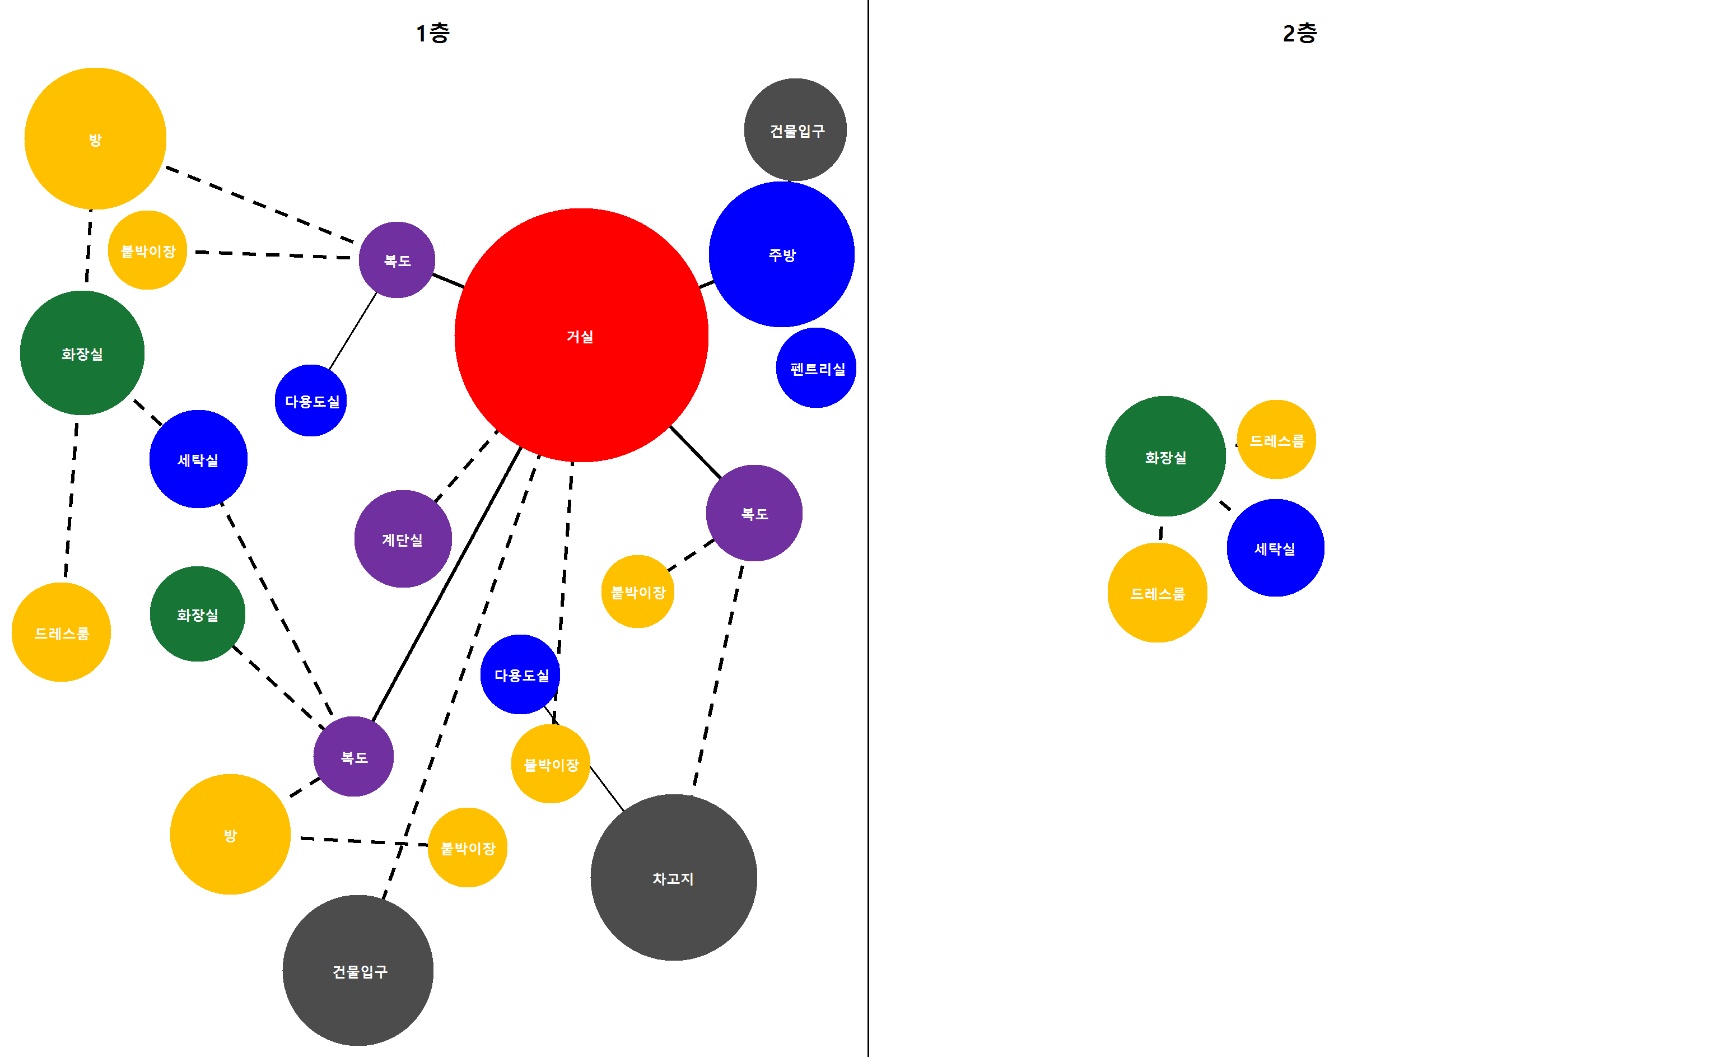 1층
방
붙박이장
복도
화장실
다용도실
세탁실
거실
건물입구
주방
펜트리실
계단실
복도
붙박이장
드레스룸
화장실
다용도실
붙박이장
복도
방
붙박이장
차고지
건물입구
2층
화장실
드레스룸
세탁실
드레스룸